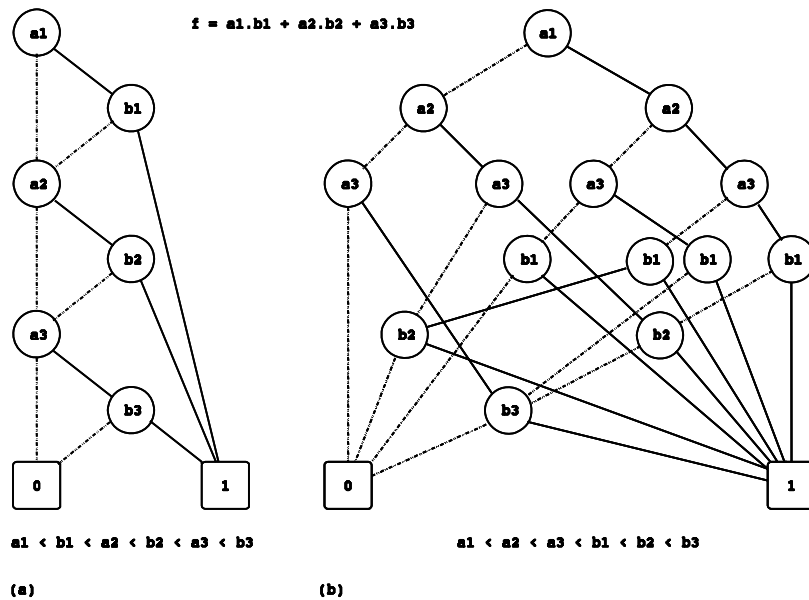 f = a1.b1 + a2.b2 + a3.b3
a1
b1
a2
b2
a3
b3
0
1
a1 < b1 < a2 < b2 < a3 < b3
(a)
a1
a2
a2
a3
a3
a3
a3
b1
b1
b1
b1
b2
b2
b3
0
1
a1 < a2 < a3 < b1 < b2 < b3
(b)